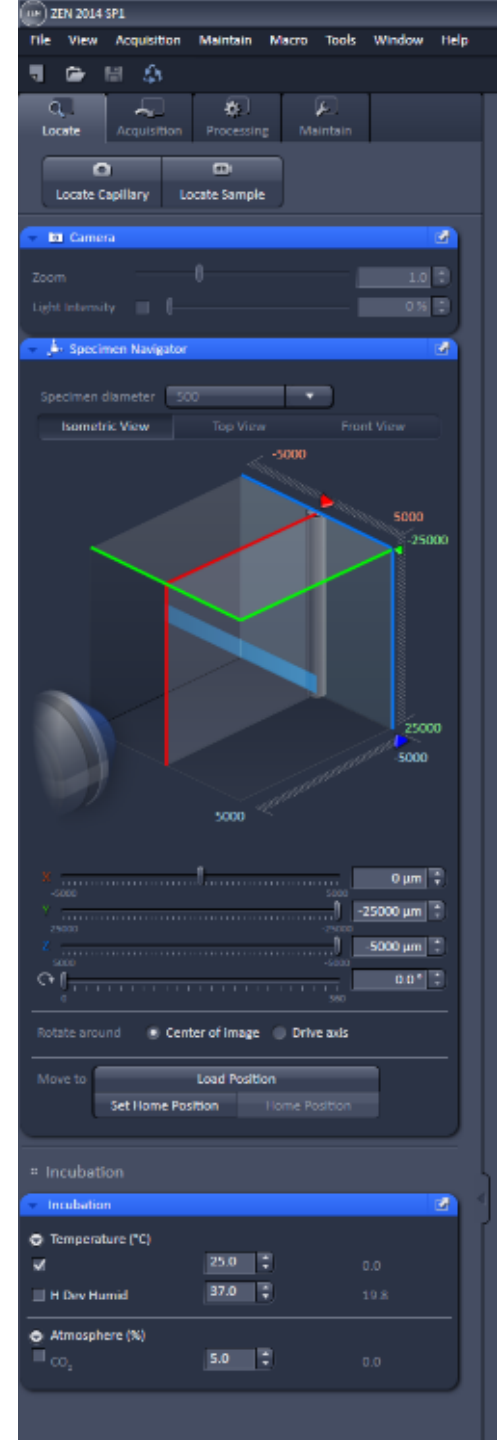 ZEN 2014 SP1
File View Acquisition Maintain Macro Tools Window Help
Locate Acquisition Processing Maintain
Locate Capillary Locate Sample
Camera
Zoom 1.0
Light Intensity 0 %
Specimen Navigator
Specimen diameter 500
Isometric View Top View Front View
-5000
5000
-25000
25000
-5000
5000
X 0 µm
-5000 5000
Y -25000 µm
25000 -25000
Z -5000 µm
5000 -5000
0.0 °
0 360
Rotate around Center of image Drive axis
Move to Load Position
Set Home Position Home Position
Incubation
Incubation
Temperature (°C)
25.0 0.0
H Dev Humid 37.0 19.8
Atmosphere (%)
CO₂ 5.0 0.0